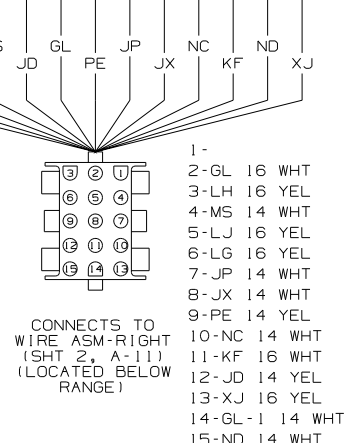 GL JP NC ND
JD PE JX KF XJ
3 2 1
6 5 4
9 8 7
12 11 10
15 14 13
1-
2-GL 16 WHT
3-LH 16 YEL
4-MS 14 WHT
5-LJ 16 YEL
6-LG 16 YEL
7-JP 14 WHT
8-JX 14 WHT
9-PE 14 YEL
10-NC 14 WHT
11-KF 16 WHT
12-JD 14 YEL
13-XJ 16 YEL
14-GL-1 14 WHT
15-ND 14 WHT
CONNECTS TO
WIRE ASM-RIGHT
(SHT 2, A-11)
(LOCATED BELOW
RANGE)